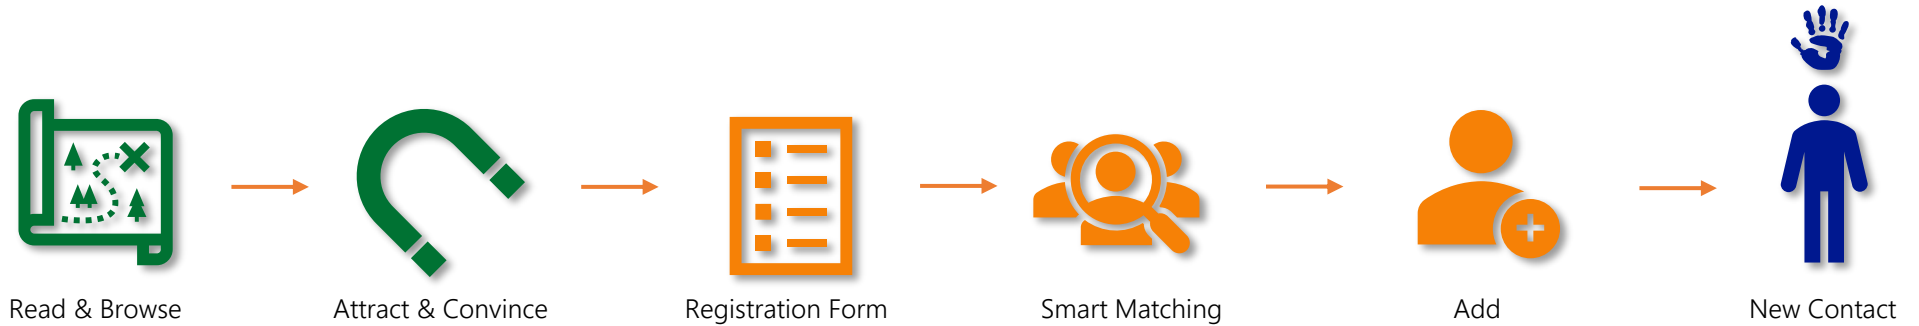 Read & Browse
Attract & Convince
Registration Form
Smart Matching
Add
New Contact